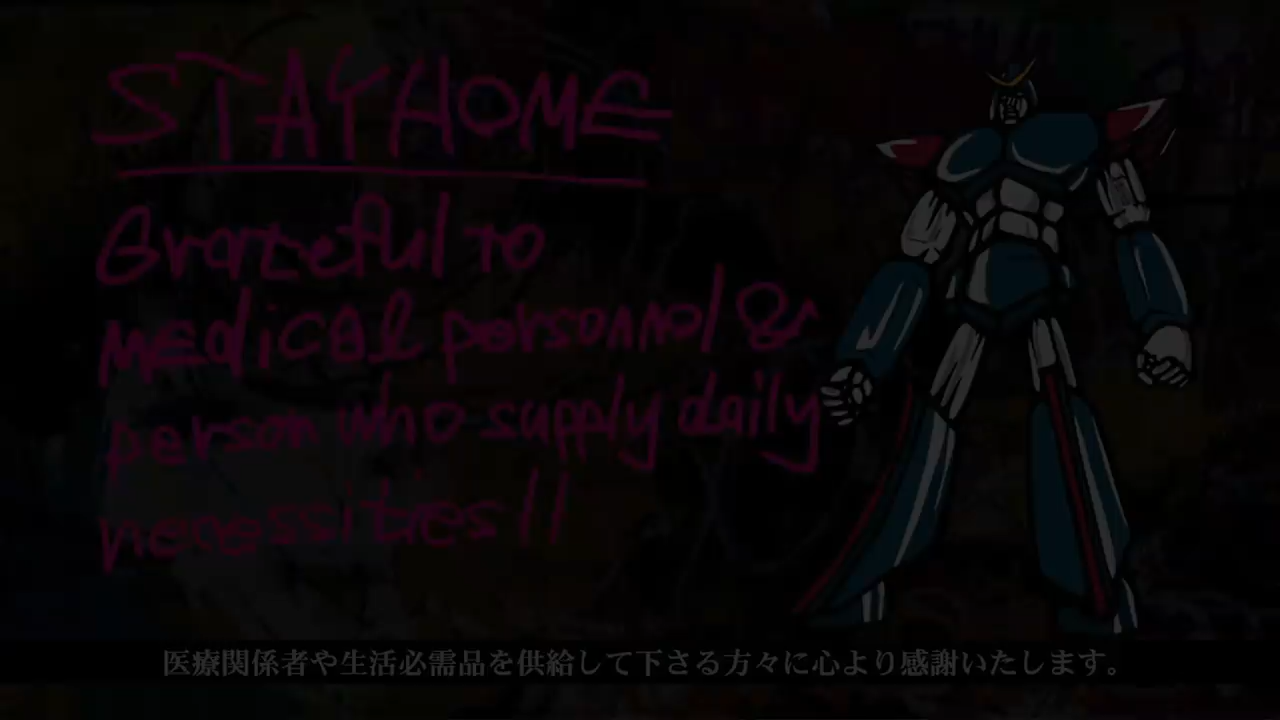 STAYHOME
Grateful to
medical personnal &
person who supply daily
necessities!!
医療関係者や生活必需品を供給して下さる方々に心より感謝いたします。